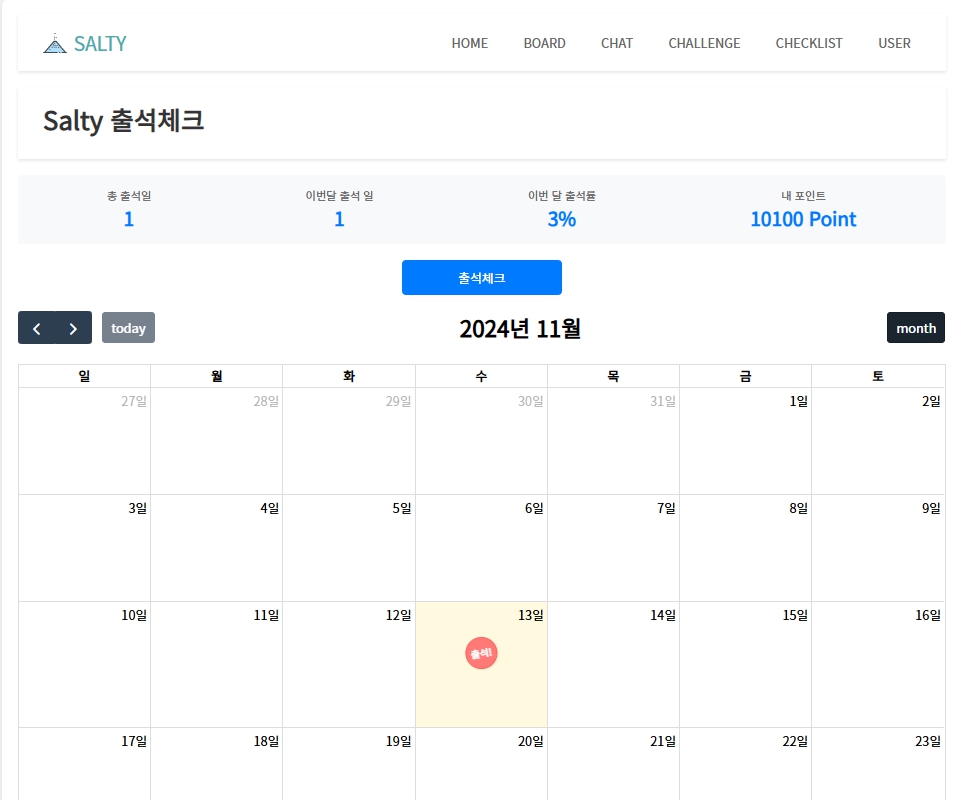 SALTY
HOME BOARD CHAT CHALLENGE CHECKLIST USER
Salty 출석체크
총 출석일 이번달 출석 일 이번 달 출석률 내 포인트
1 1 3% 10100 Point
출석체크
today 2024년 11월 month
일 월 화 수 목 금 토
27일 28일 29일 30일 31일 1일 2일
3일 4일 5일 6일 7일 8일 9일
10일 11일 12일 13일 14일 15일 16일
17일 18일 19일 20일 21일 22일 23일